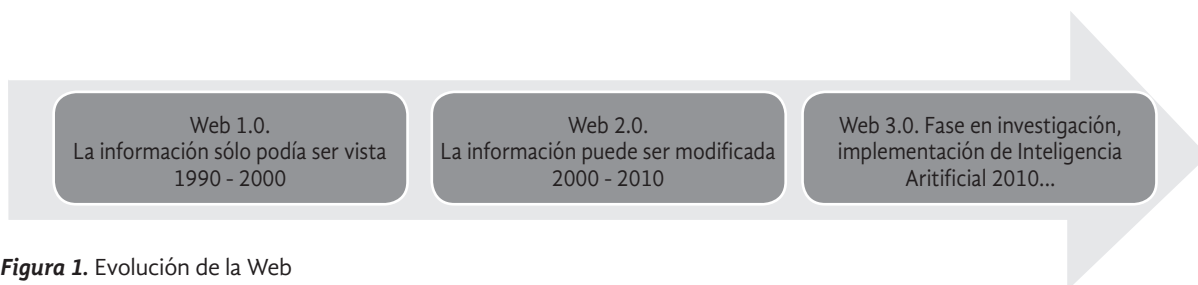 Web 1.0.
La información sólo podía ser vista
1990 - 2000
Web 2.0.
La información puede ser modificada
2000 - 2010
Web 3.0. Fase en investigación,
implementación de Inteligencia
Aritificial 2010...
Figura 1. Evolución de la Web